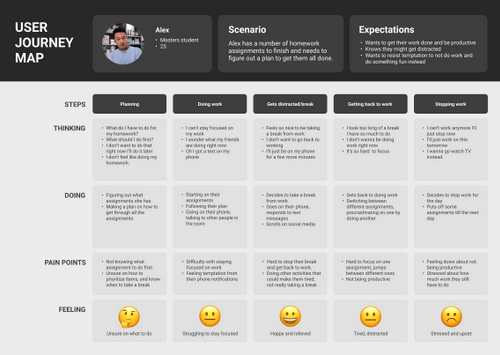 USER
JOURNEY
MAP
Alex
• Masters student
• 25
Scenario
Alex has a number of homework
assignments to finish and needs to
figure out a plan to get them all done.
Expectations
• Wants to get their work done and be productive
• Knows they might get distracted
• Wants to resist temptation to not do work and
do something fun instead
STEPS
Planning
Doing work
Gets distracted/break
Getting back to work
Stopping work
THINKING
• What do I have to do for
my homework?
• What should I do first?
• I don't want to do that
right now I'll do it later
• I don't feel like doing my
homework.
• I can't stay focused on
my work
• I wonder what my friends
are doing right now
• Oh I got a text on my
phone
• Feels so nice to be taking
a break from work
• I don't want to go back to
working
• I'll just be on my phone
for a few more minutes
• I took too long of a break
I have so much to do
• I don't wanna be doing
work right now
• It's so hard to focus
• I can't work anymore I'll
just stop now
• I'll just work on this
tomorrow
• I wanna go watch TV
instead
DOING
• Figuring out what
assignments she has
• Making a plan on how to
get through all the
assignments
• Starting on their
assignments
• Following their plan
• Going on their phone,
talking to other people in
the room
• Decides to take a break
from work.
• Goes on their phone,
responds to text
messages
• Scrolls on social media
• Gets back to doing work
• Switching between
different assignments,
procrastinating on one by
doing another
• Decides to stop work for
the day
• Puts off some
assignments till the next
day
PAIN POINTS
• Not knowing what
assignment to do first
• Unsure on how to
prioritize items, and know
when to take a break
• Difficulty with staying
focused on work
• Feeling temptation from
their phone notifications
• Hard to stop their break
and get back to work.
• Doing other activities that
could make them tired,
not really taking a break
• Hard to focus on one
assignment, jumps
between different ones
• Not being productive.
• Feeling down about not
being productive
• Stressed about how
much work they still
have to do
FEELING
Unsure on what to do
Struggling to stay focused
Happy and relieved
Tired, distracted
Stressed and upset